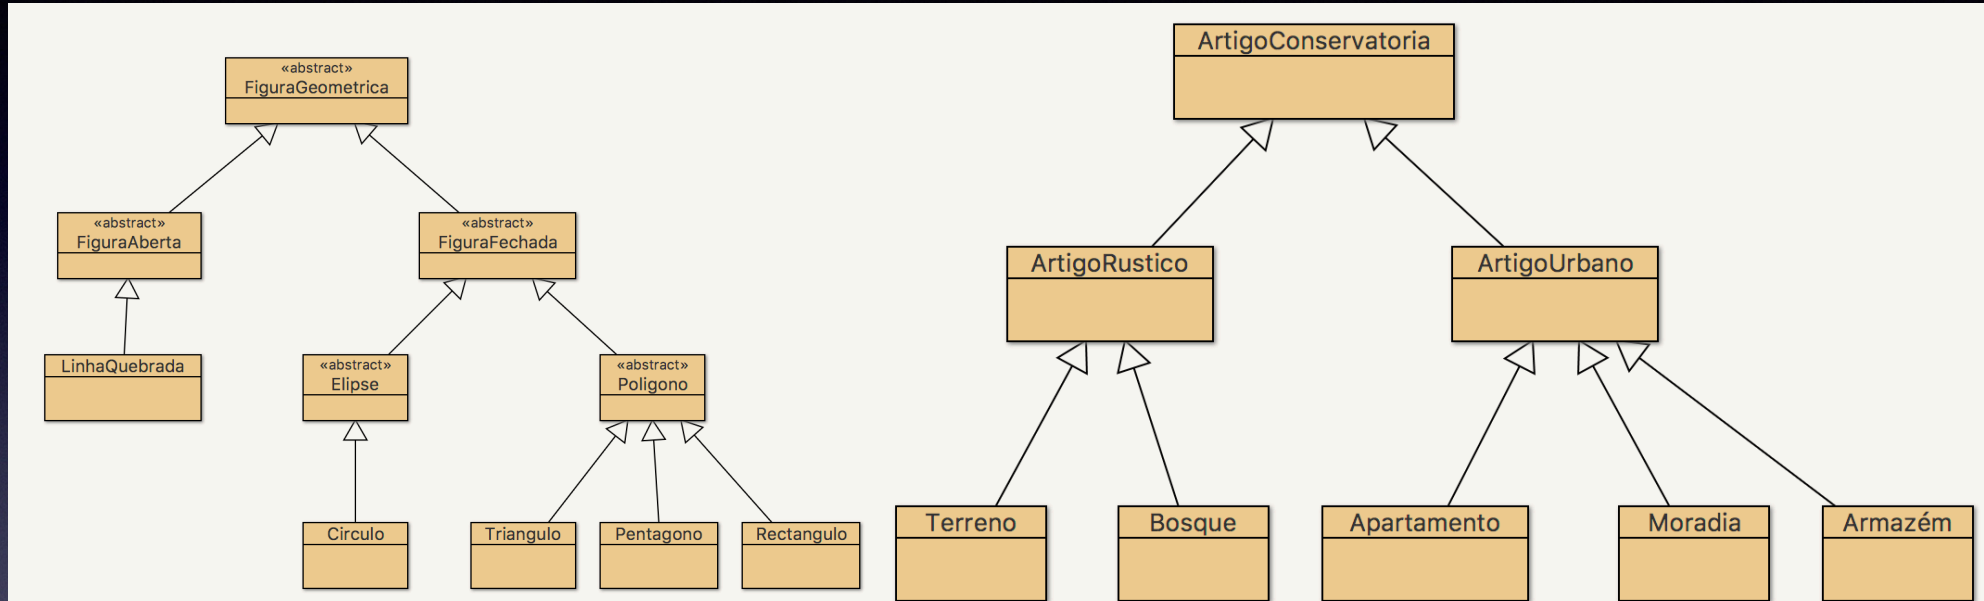 «abstract»
FiguraGeometrica
«abstract»
FiguraAberta
«abstract»
FiguraFechada
LinhaQuebrada
«abstract»
Elipse
«abstract»
Poligono
Circulo
Triangulo
Pentagono
Rectangulo
ArtigoConservatoria
ArtigoRustico
ArtigoUrbano
Terreno
Bosque
Apartamento
Moradia
Armazém